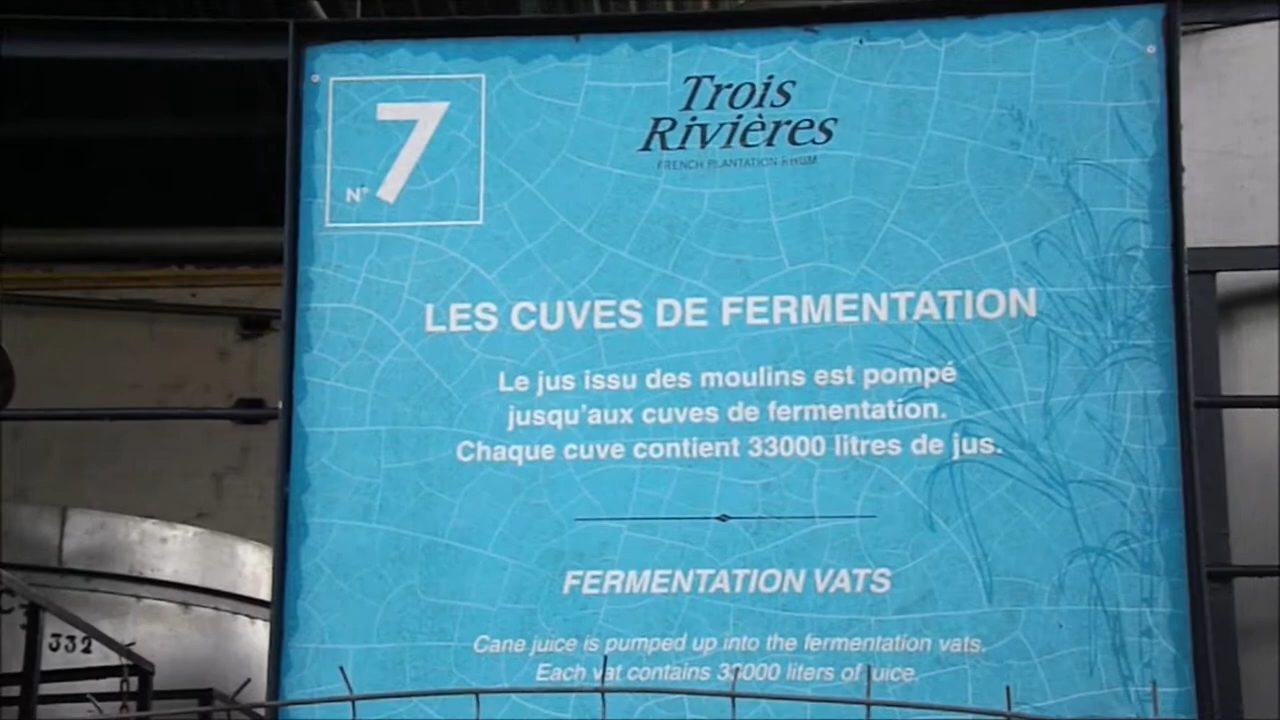 N° 7
Trois
Rivières
FRENCH PLANTATION RHUM
LES CUVES DE FERMENTATION
Le jus issu des moulins est pompé
jusqu'aux cuves de fermentation.
Chaque cuve contient 33000 litres de jus.
FERMENTATION VATS
Cane juice is pumped up into the fermentation vats.
Each vat contains 33000 liters of juice.
332